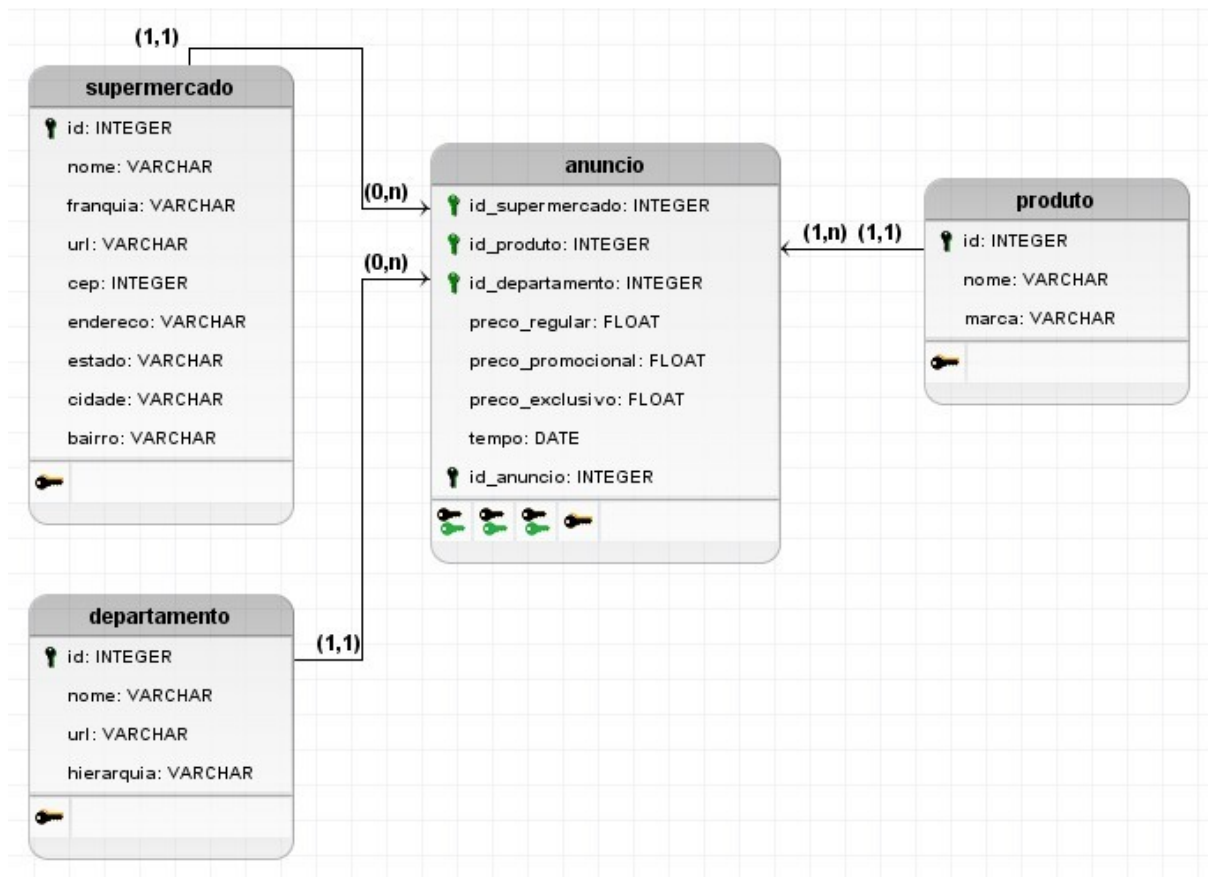 (1,1)
supermercado
id: INTEGER
nome: VARCHAR
franquia: VARCHAR
url: VARCHAR
cep: INTEGER
endereco: VARCHAR
estado: VARCHAR
cidade: VARCHAR
bairro: VARCHAR
(0,n)
(0,n)
anuncio
id_supermercado: INTEGER
id_produto: INTEGER
id_departamento: INTEGER
preco_regular: FLOAT
preco_promocional: FLOAT
preco_exclusivo: FLOAT
tempo: DATE
id_anuncio: INTEGER
(1,n) (1,1)
produto
id: INTEGER
nome: VARCHAR
marca: VARCHAR
departamento
id: INTEGER
nome: VARCHAR
url: VARCHAR
hierarquia: VARCHAR
(1,1)